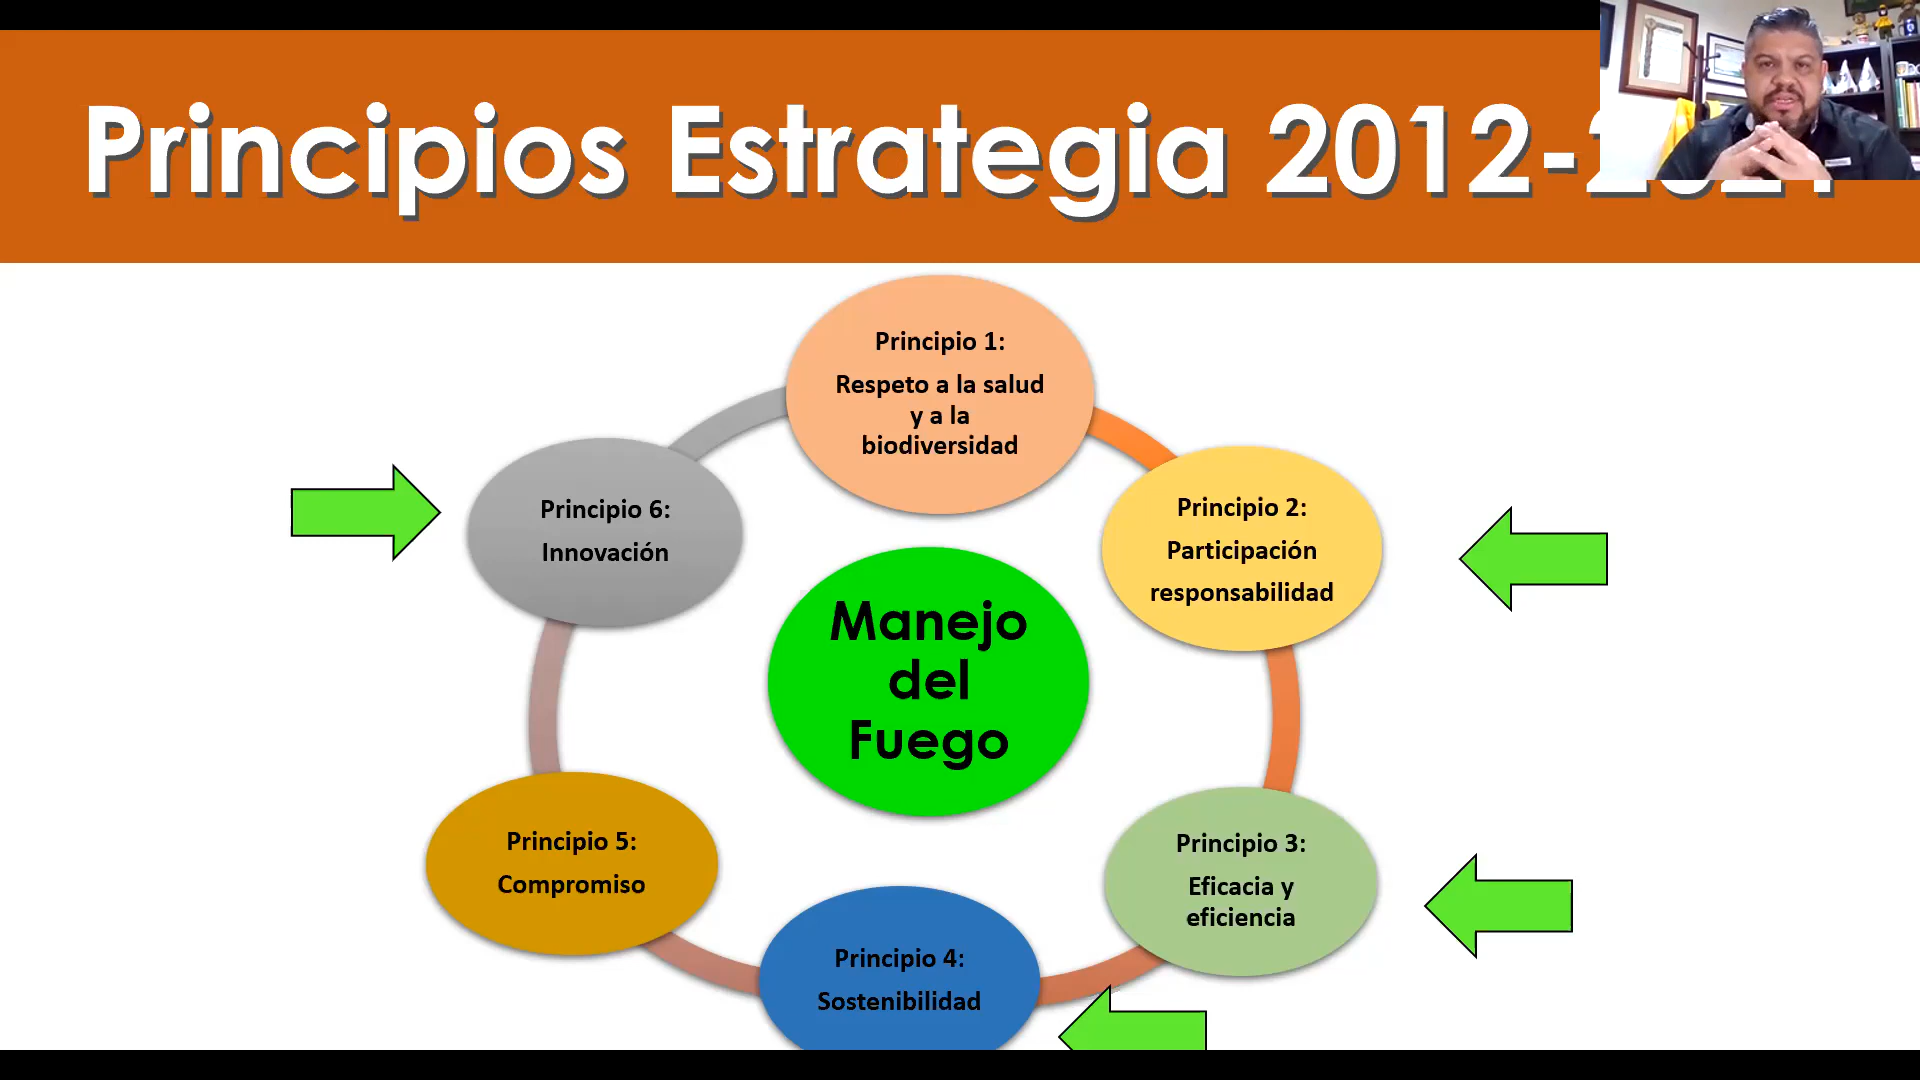 Principios Estrategia 2012-
Principio 1:
Respeto a la salud
y a la
biodiversidad
Principio 2:
Participación
responsabilidad
Principio 3:
Eficacia y
eficiencia
Principio 4:
Sostenibilidad
Principio 5:
Compromiso
Principio 6:
Innovación
Manejo
del
Fuego